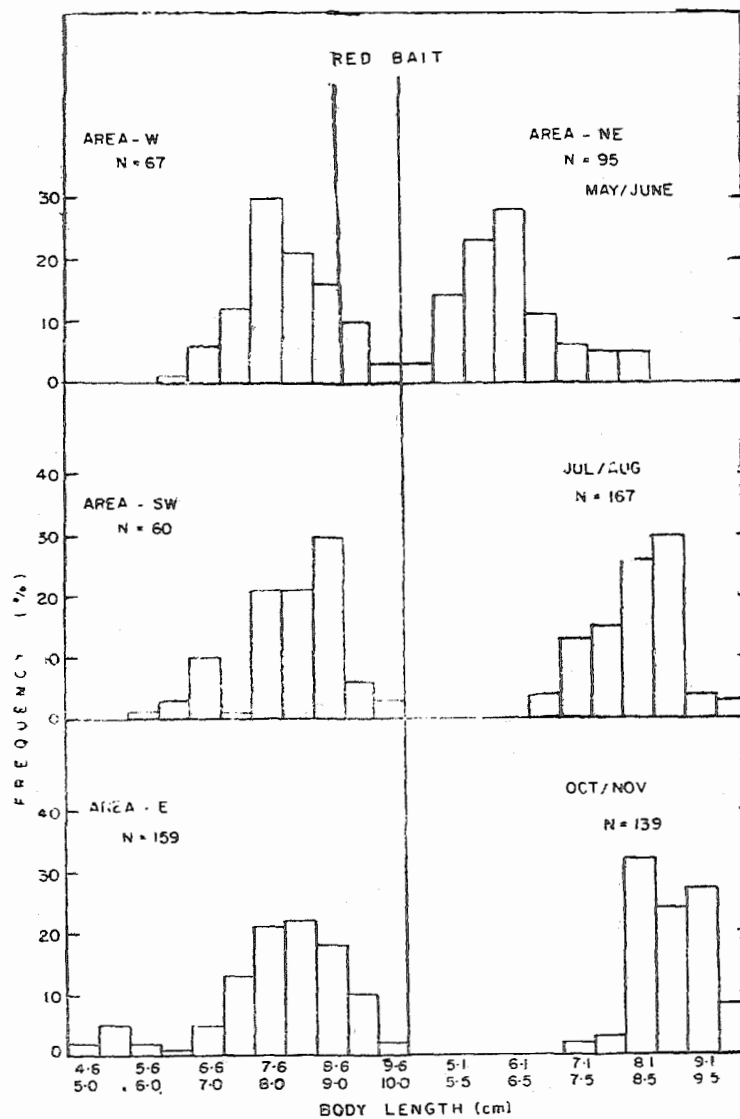 RED BAIT
AREA - W
N = 67
AREA - NE
N = 95
MAY/JUNE
30
20
10
0
AREA - SW
N = 60
JUL/AUG
N = 167
40
30
20
10
0
AREA - E
N = 159
OCT/NOV
N = 139
40
30
20
10
0
FREQUENCY (%)
4.6 5.6 6.6 7.6 8.6 9.6 5.1 6.1 7.1 8.1 9.1
5.0 6.0 7.0 8.0 9.0 10.0 5.5 6.5 7.5 8.5 9.5
BODY LENGTH (cm)